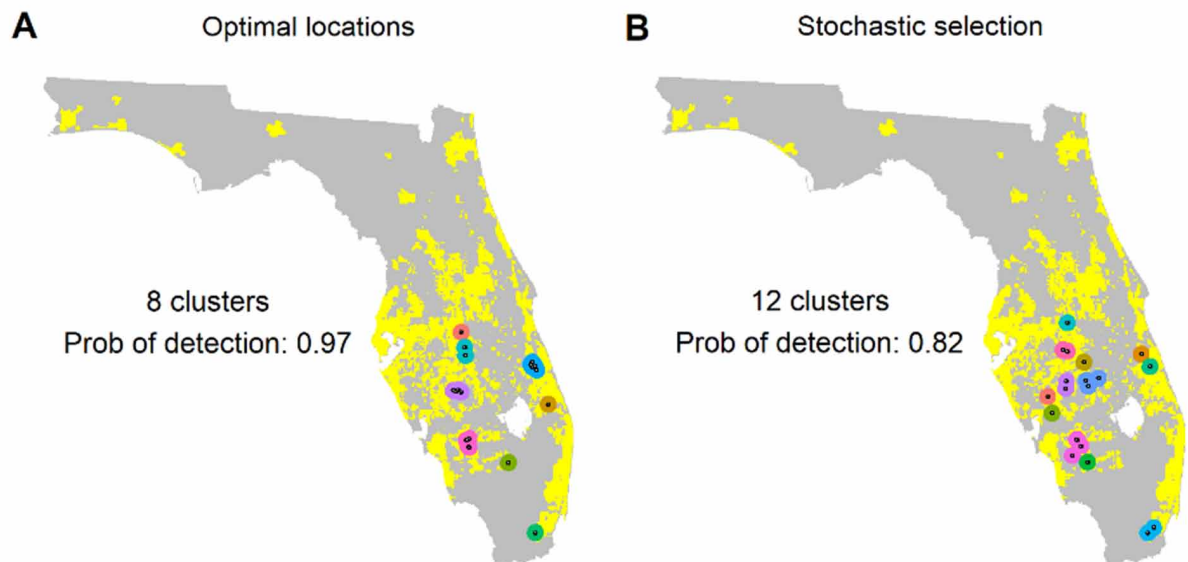 A
Optimal locations
8 clusters
Prob of detection: 0.97
B
Stochastic selection
12 clusters
Prob of detection: 0.82